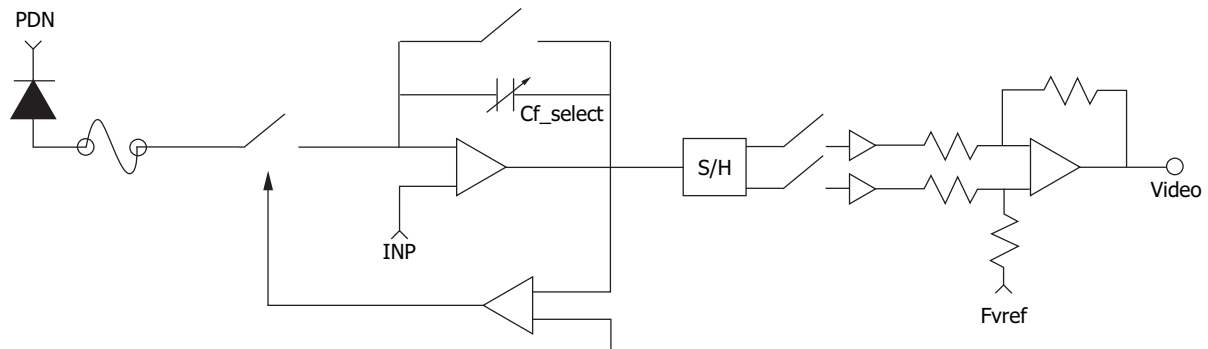 PDN
Cf_select
S/H
Video
INP
Fvref